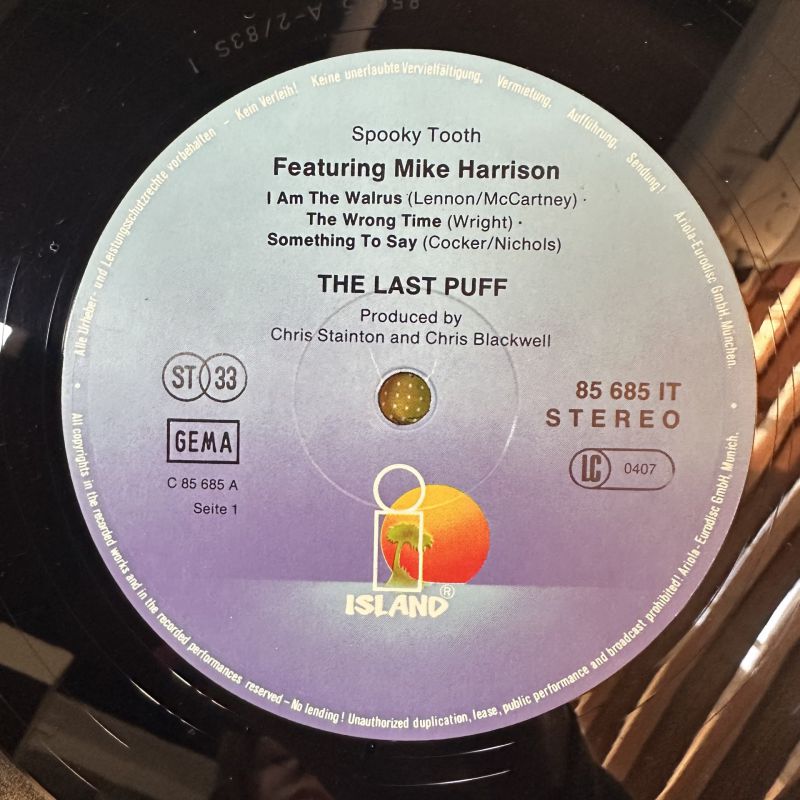 Alle Urheber- und Leistungsschutzrechte vorbehalten - Kein Verleih! Keine unerlaubte Vervielfältigung, Vermietung, Aufführung, Sendung!
Ariola-Eurodisc GmbH, München.
Spooky Tooth
Featuring Mike Harrison
I Am The Walrus (Lennon/McCartney) ·
The Wrong Time (Wright) ·
Something To Say (Cocker/Nichols)
THE LAST PUFF
Produced by
Chris Stainton and Chris Blackwell
ST 33
GEMA
C 85 685 A
Seite 1
85 685 IT
STEREO
LC 0407
i
ISLAND®
All copyrights in the recorded works and in the recorded performances reserved – No lending! Unauthorized duplication, lease, public performance and broadcast prohibited! Ariola-Eurodisc GmbH, Munich.